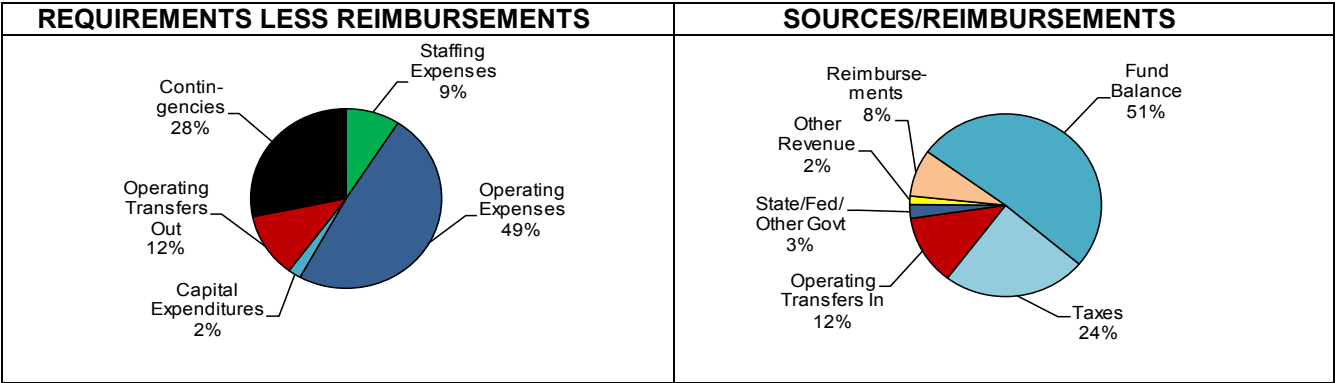 REQUIREMENTS LESS REIMBURSEMENTS
Staffing
Expenses
9%
Contin-
gencies
28%
Operating
Transfers
Out
12%
Operating
Expenses
49%
Capital
Expenditures
2%
SOURCES/REIMBURSEMENTS
Reimburse-
ments
8%
Fund
Balance
51%
Other
Revenue
2%
State/Fed/
Other Govt
3%
Operating
Transfers In
12%
Taxes
24%